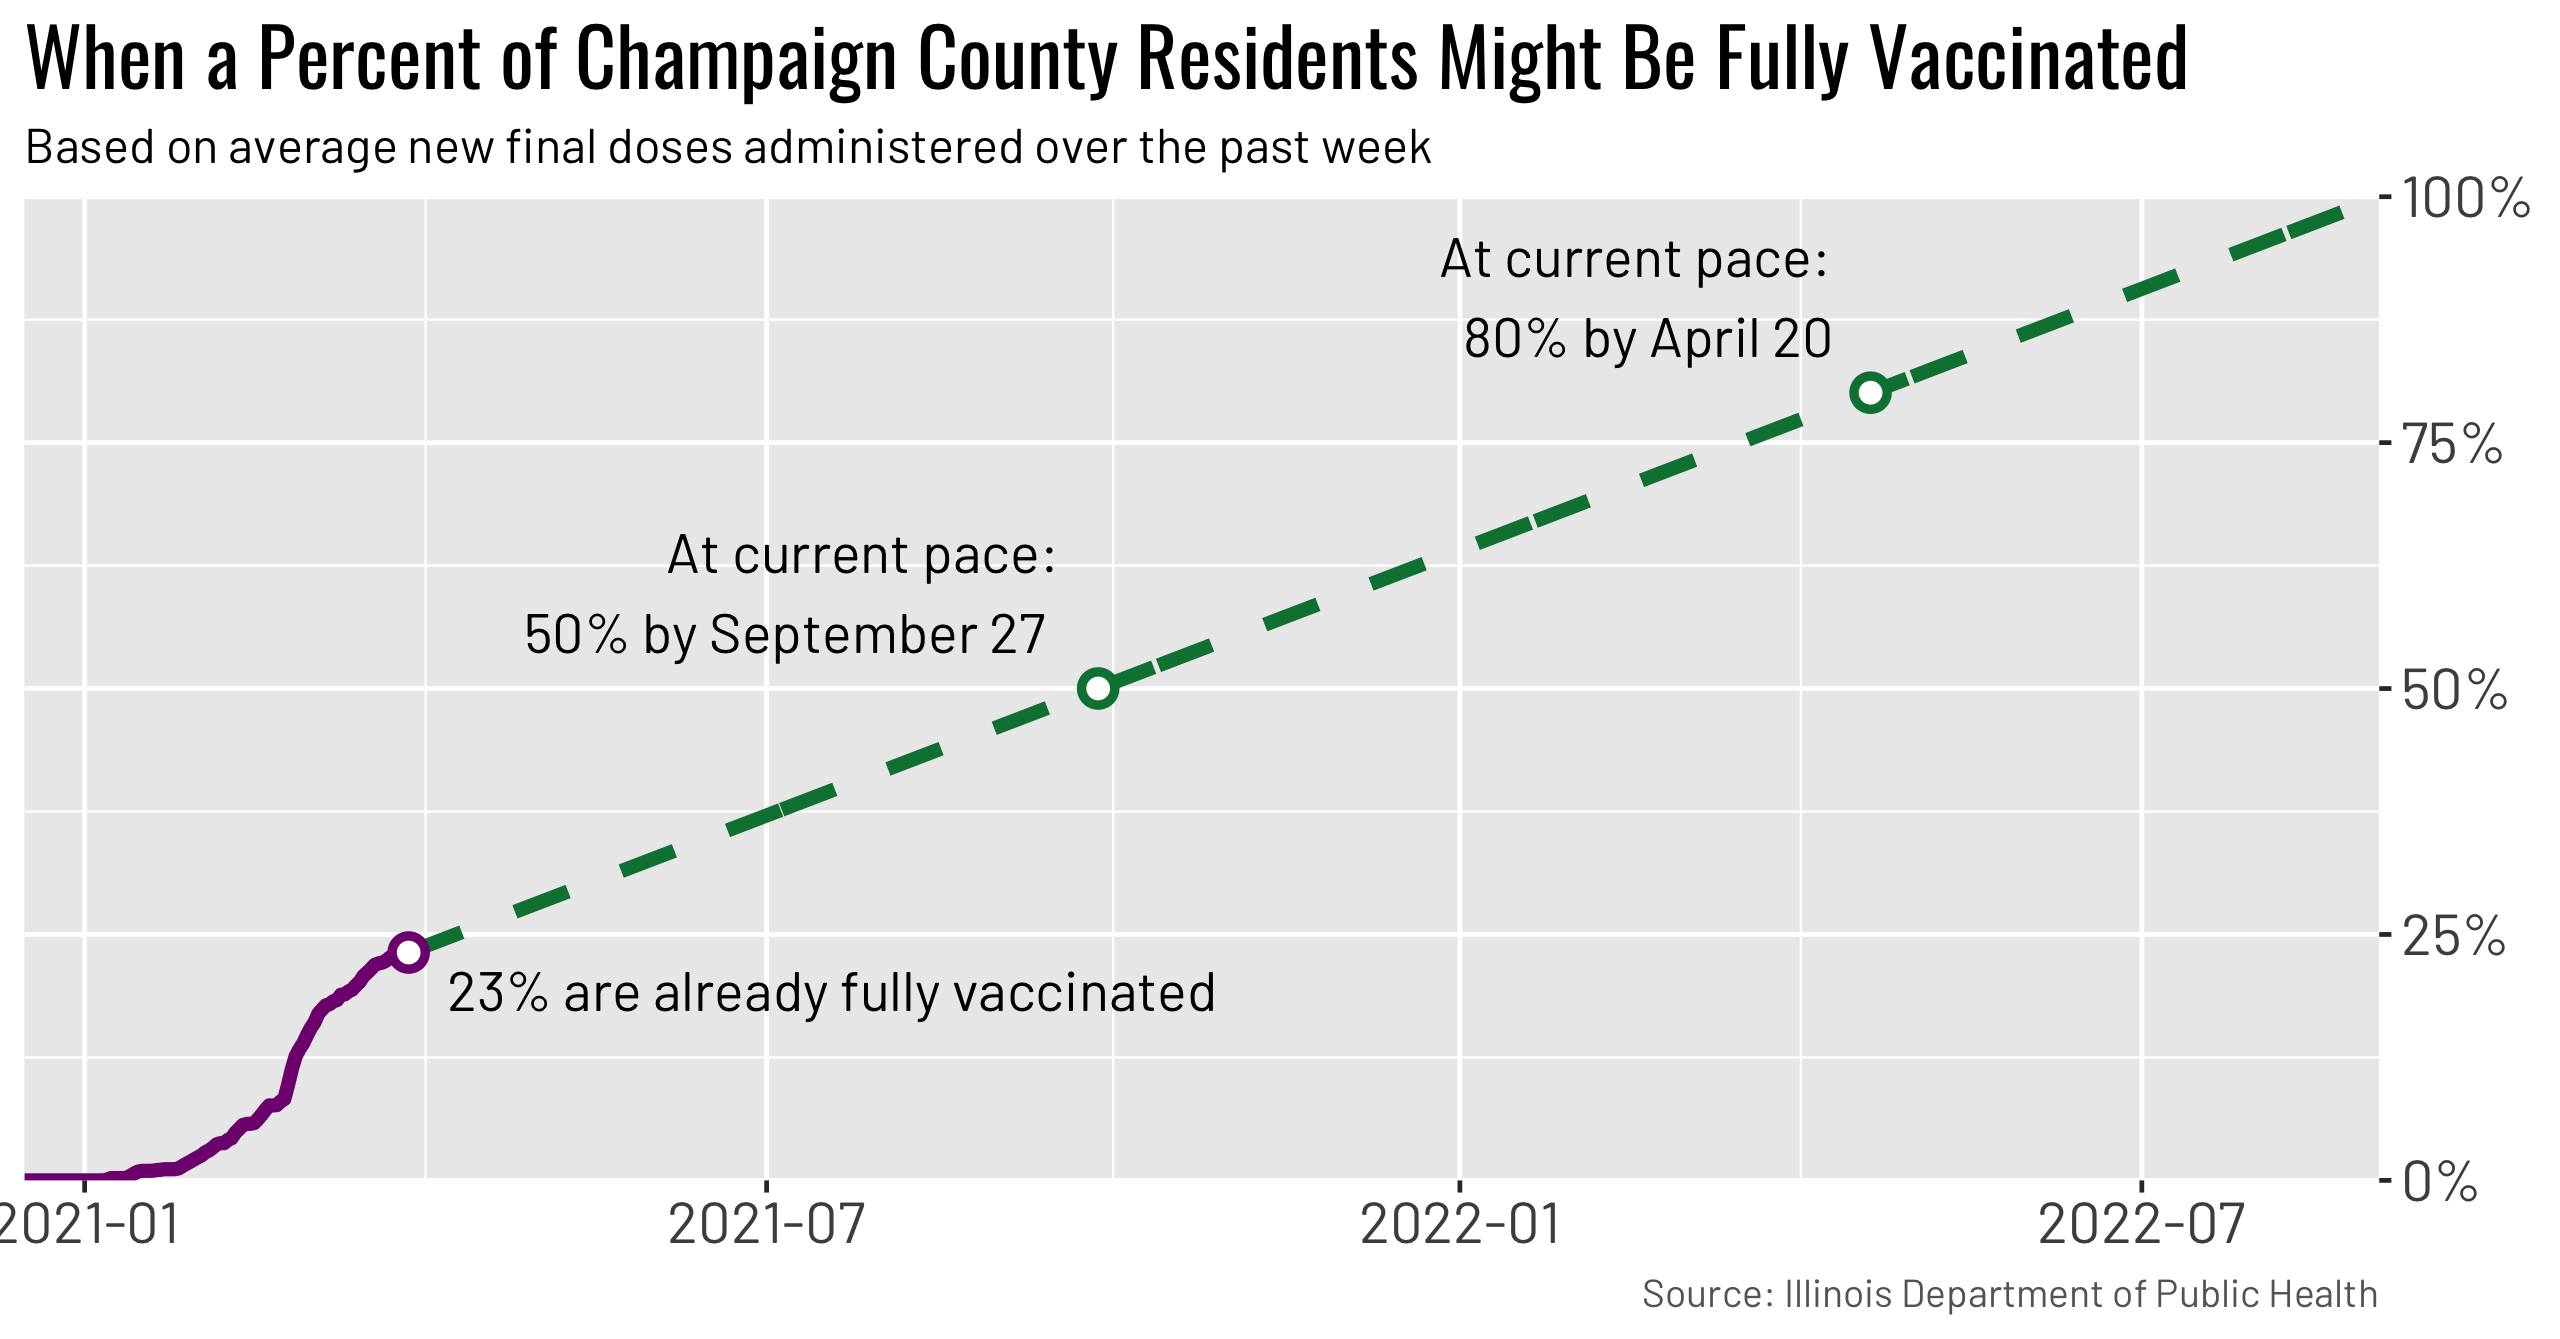 When a Percent of Champaign County Residents Might Be Fully Vaccinated
Based on average new final doses administered over the past week
100%
At current pace:
80% by April 20
75%
At current pace:
50% by September 27
50%
25%
23% are already fully vaccinated
0%
2021-01
2021-07
2022-01
2022-07
Source: Illinois Department of Public Health